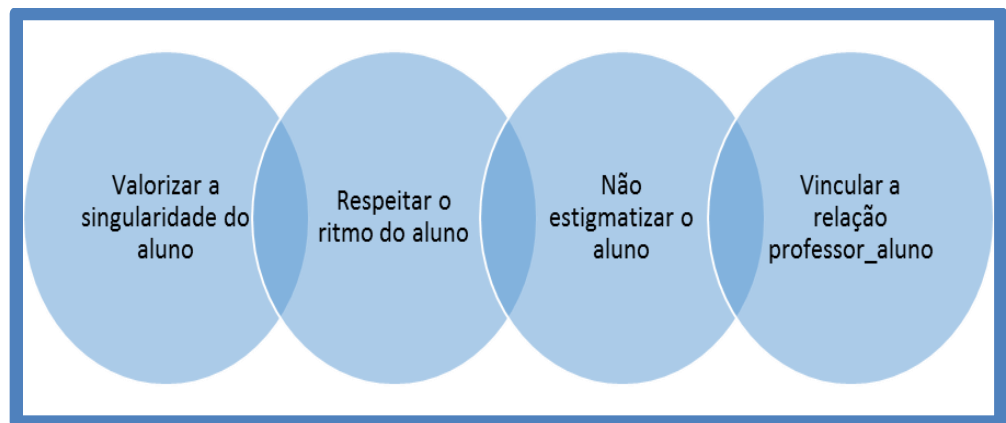 Valorizar a
singularidade do
aluno
Respeitar o
ritmo do aluno
Não
estigmatizar o
aluno
Vincular a
relação
professor_aluno